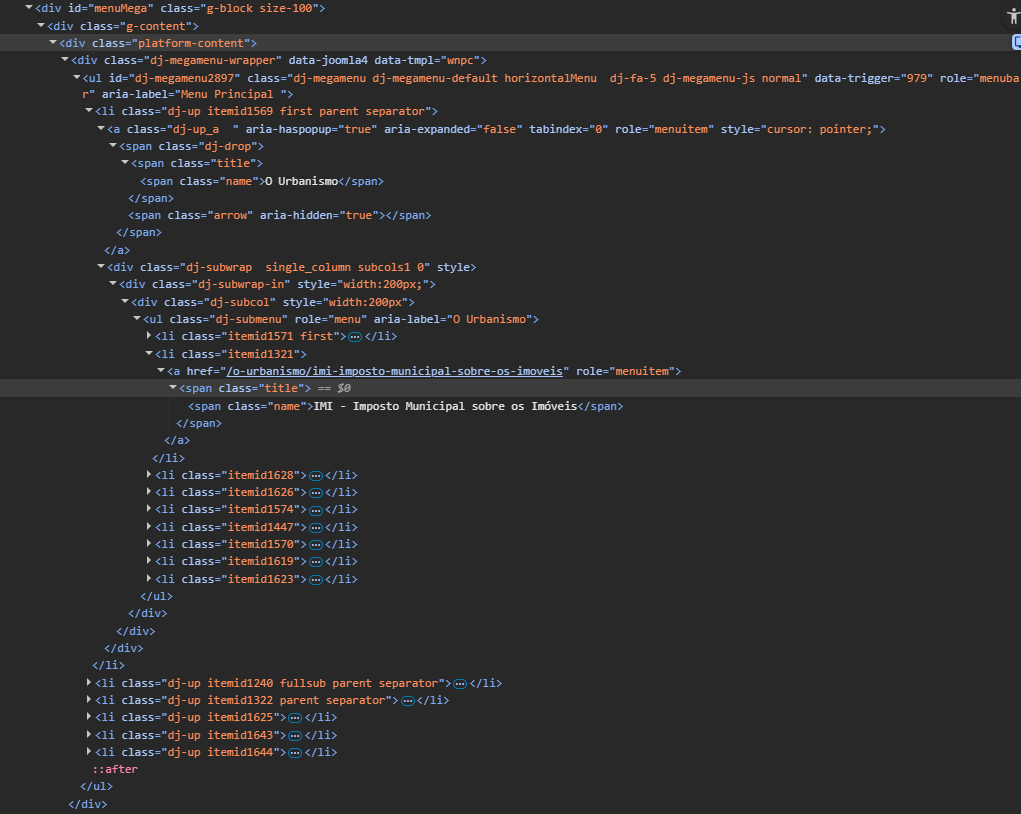 <div id="menuMega" class="g-block size-100">
<div class="g-content">
<div class="platform-content">
<div class="dj-megamenu-wrapper" data-joomla4 data-tmpl="wnpc">
<ul id="dj-megamenu2897" class="dj-megamenu dj-megamenu-default horizontalMenu  dj-fa-5 dj-megamenu-js normal" data-trigger="979" role="menuba
r" aria-label="Menu Principal ">
<li class="dj-up itemid1569 first parent separator">
<a class="dj-up_a  " aria-haspopup="true" aria-expanded="false" tabindex="0" role="menuitem" style="cursor: pointer;">
<span class="dj-drop">
<span class="title">
<span class="name">O Urbanismo</span>
</span>
<span class="arrow" aria-hidden="true"></span>
</span>
</a>
<div class="dj-subwrap  single_column subcols1 0" style>
<div class="dj-subwrap-in" style="width:200px;">
<div class="dj-subcol" style="width:200px">
<ul class="dj-submenu" role="menu" aria-label="O Urbanismo">
<li class="itemid1571 first">…</li>
<li class="itemid1321">
<a href="/o-urbanismo/imi-imposto-municipal-sobre-os-imoveis" role="menuitem">
<span class="title"> == $0
<span class="name">IMI - Imposto Municipal sobre os Imóveis</span>
</span>
</a>
</li>
<li class="itemid1628">…</li>
<li class="itemid1626">…</li>
<li class="itemid1574">…</li>
<li class="itemid1447">…</li>
<li class="itemid1570">…</li>
<li class="itemid1619">…</li>
<li class="itemid1623">…</li>
</ul>
</div>
</div>
</div>
</li>
<li class="dj-up itemid1240 fullsub parent separator">…</li>
<li class="dj-up itemid1322 parent separator">…</li>
<li class="dj-up itemid1625">…</li>
<li class="dj-up itemid1643">…</li>
<li class="dj-up itemid1644">…</li>
::after
</ul>
</div>